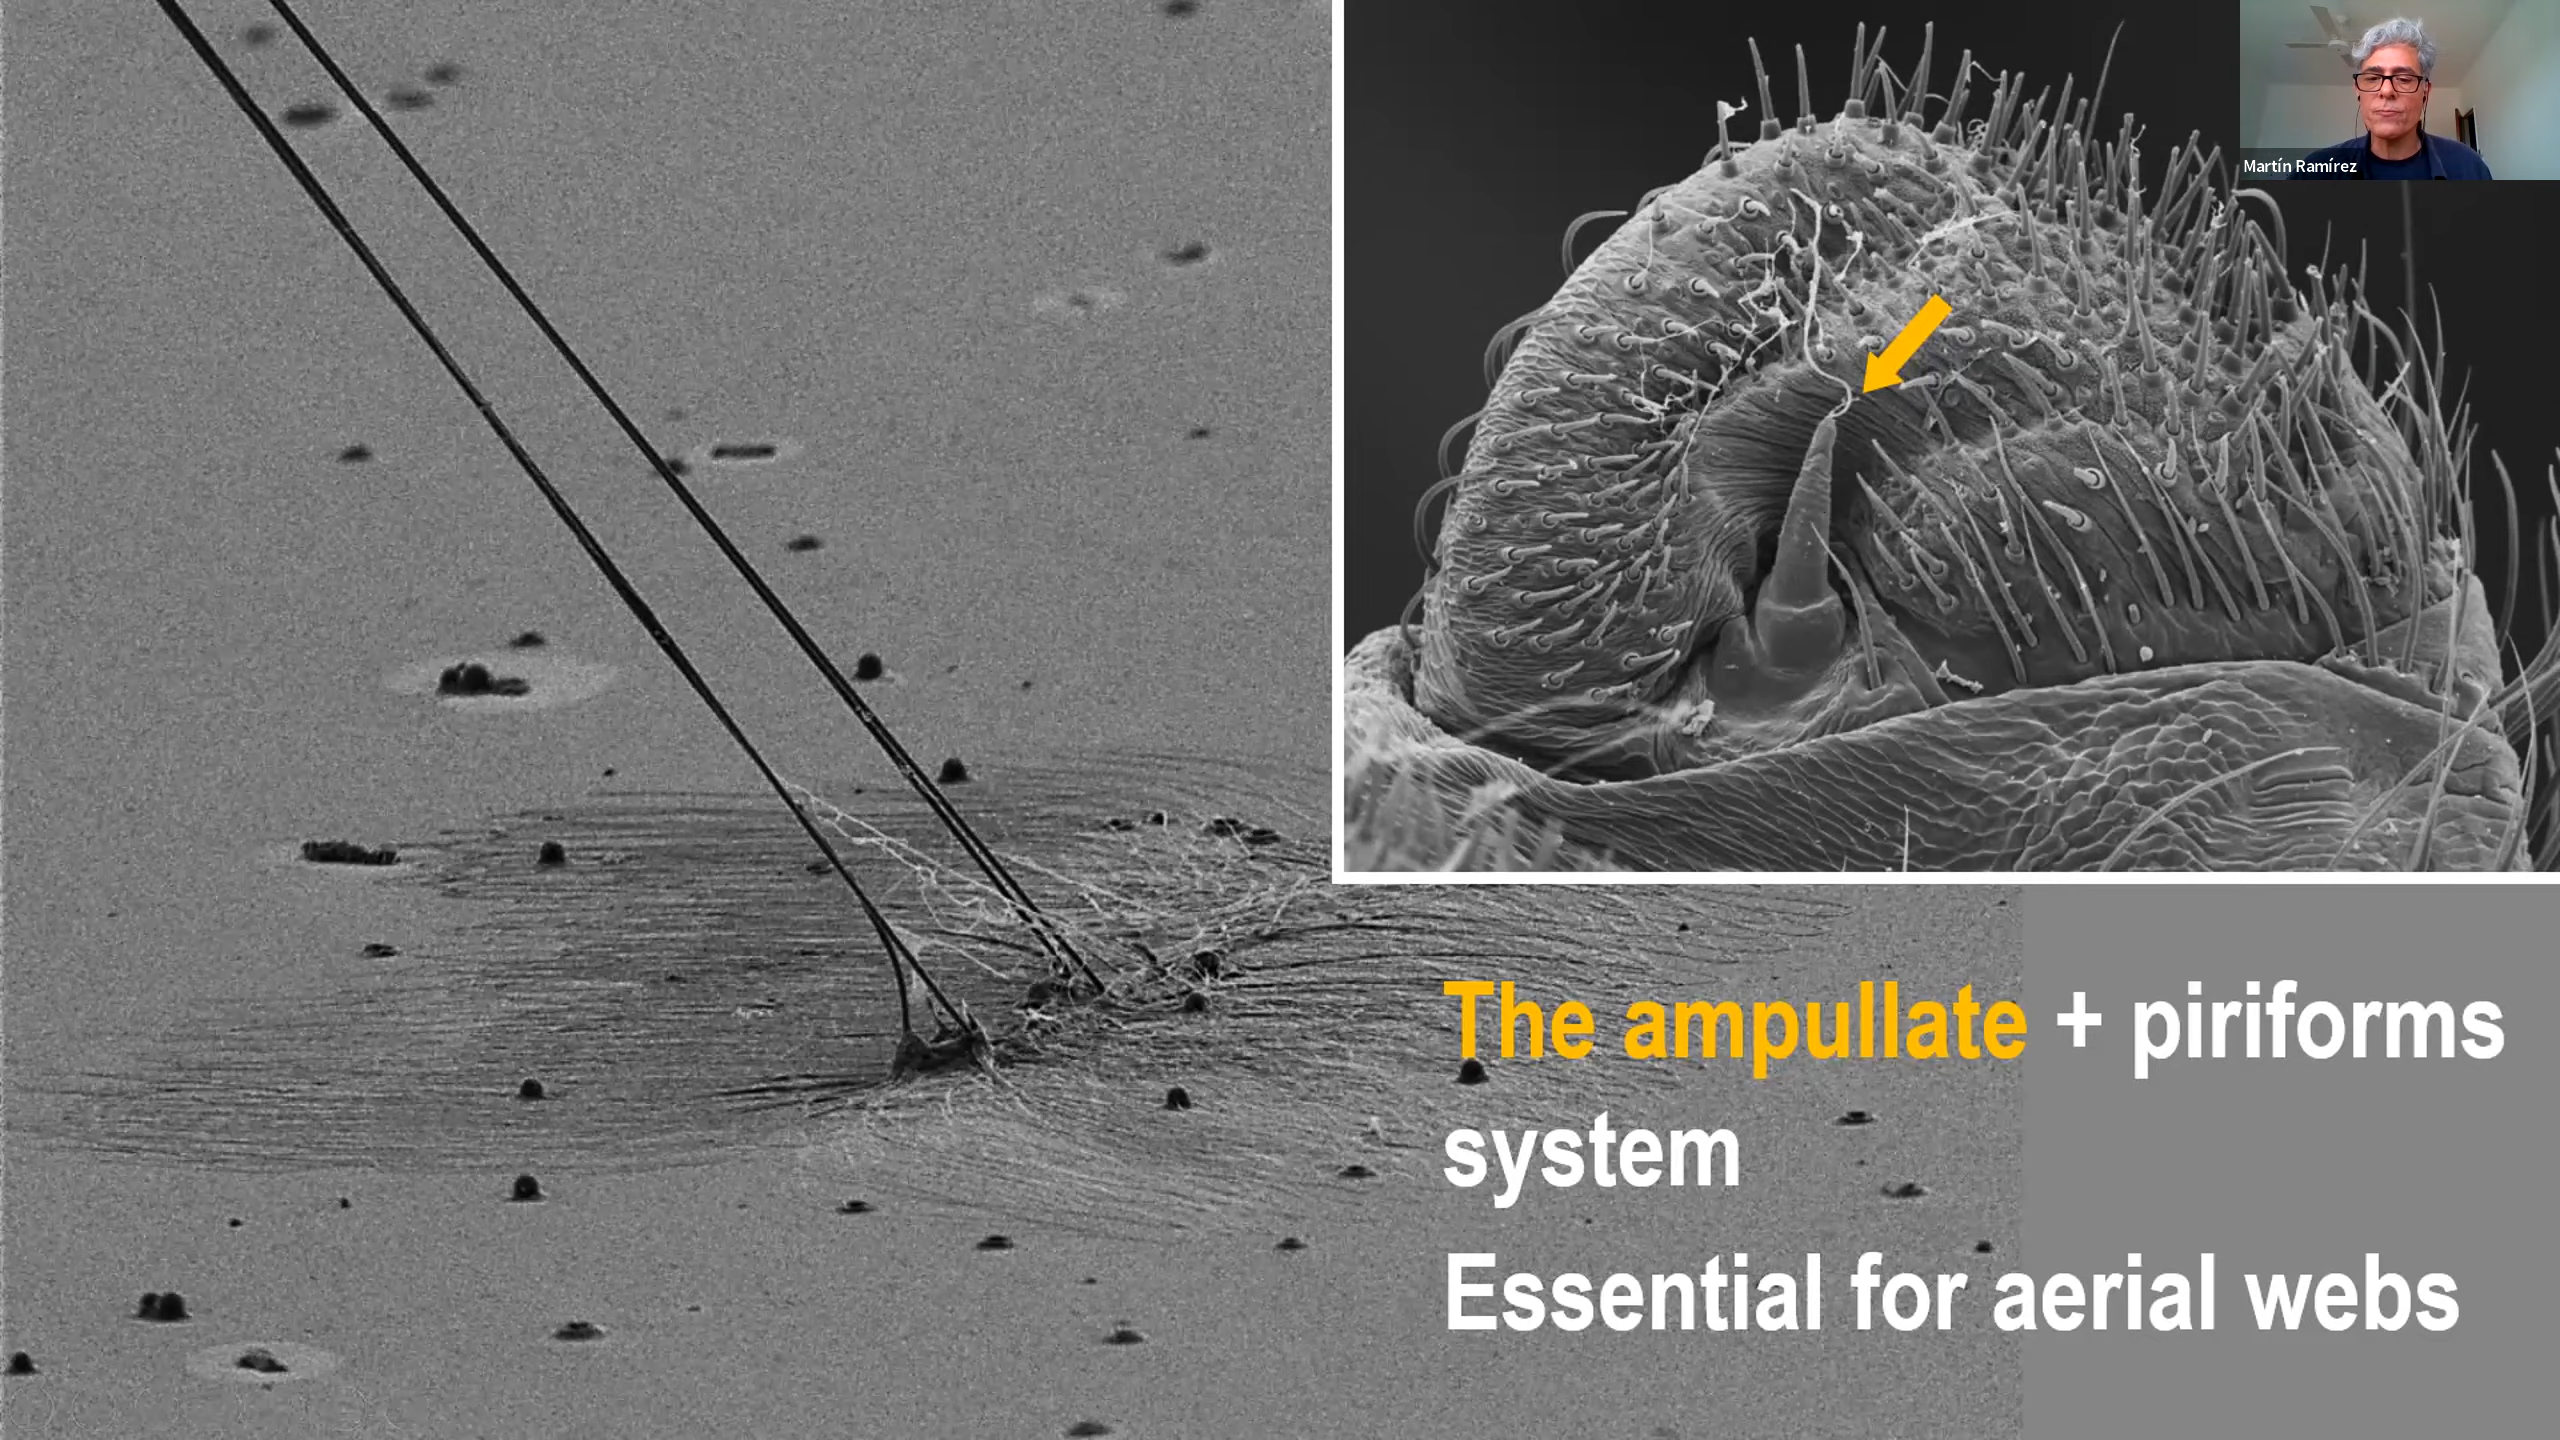 Martín Ramírez
The ampullate + piriforms
system
Essential for aerial webs